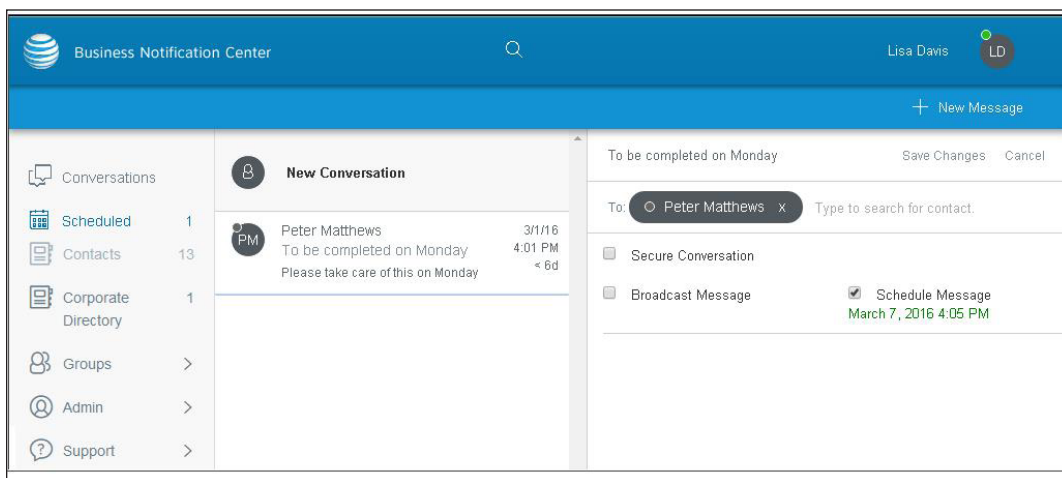 Business Notification Center
Lisa Davis
LD
New Message
Conversations
Scheduled 1
Contacts 13
Corporate 1
Directory
Groups
Admin
Support
New Conversation
PM
Peter Matthews 3/1/16
To be completed on Monday 4:01 PM
Please take care of this on Monday < 6d
To be completed on Monday Save Changes Cancel
To: Peter Matthews x Type to search for contact.
Secure Conversation
Broadcast Message Schedule Message
March 7, 2016 4:05 PM